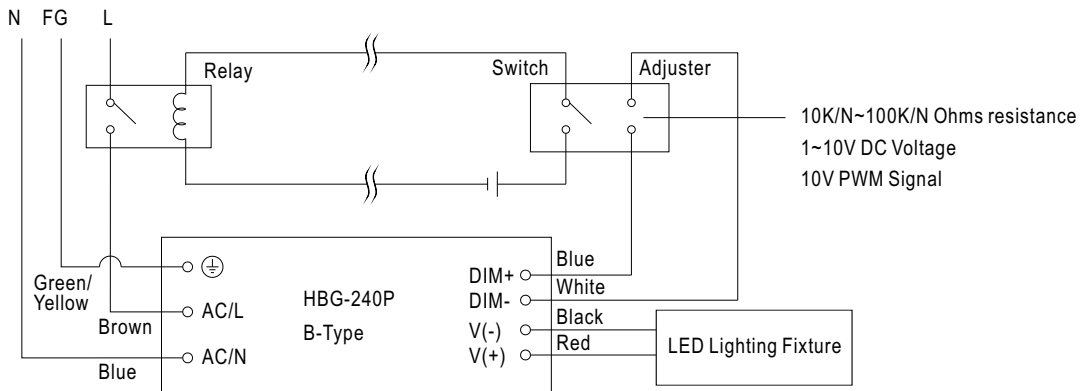 N FG L
Relay
Switch
Adjuster
10K/N~100K/N Ohms resistance
1~10V DC Voltage
10V PWM Signal
Green/
Yellow
Brown
Blue
AC/L
AC/N
HBG-240P
B-Type
DIM+
DIM-
V(-)
V(+)
Blue
White
Black
Red
LED Lighting Fixture